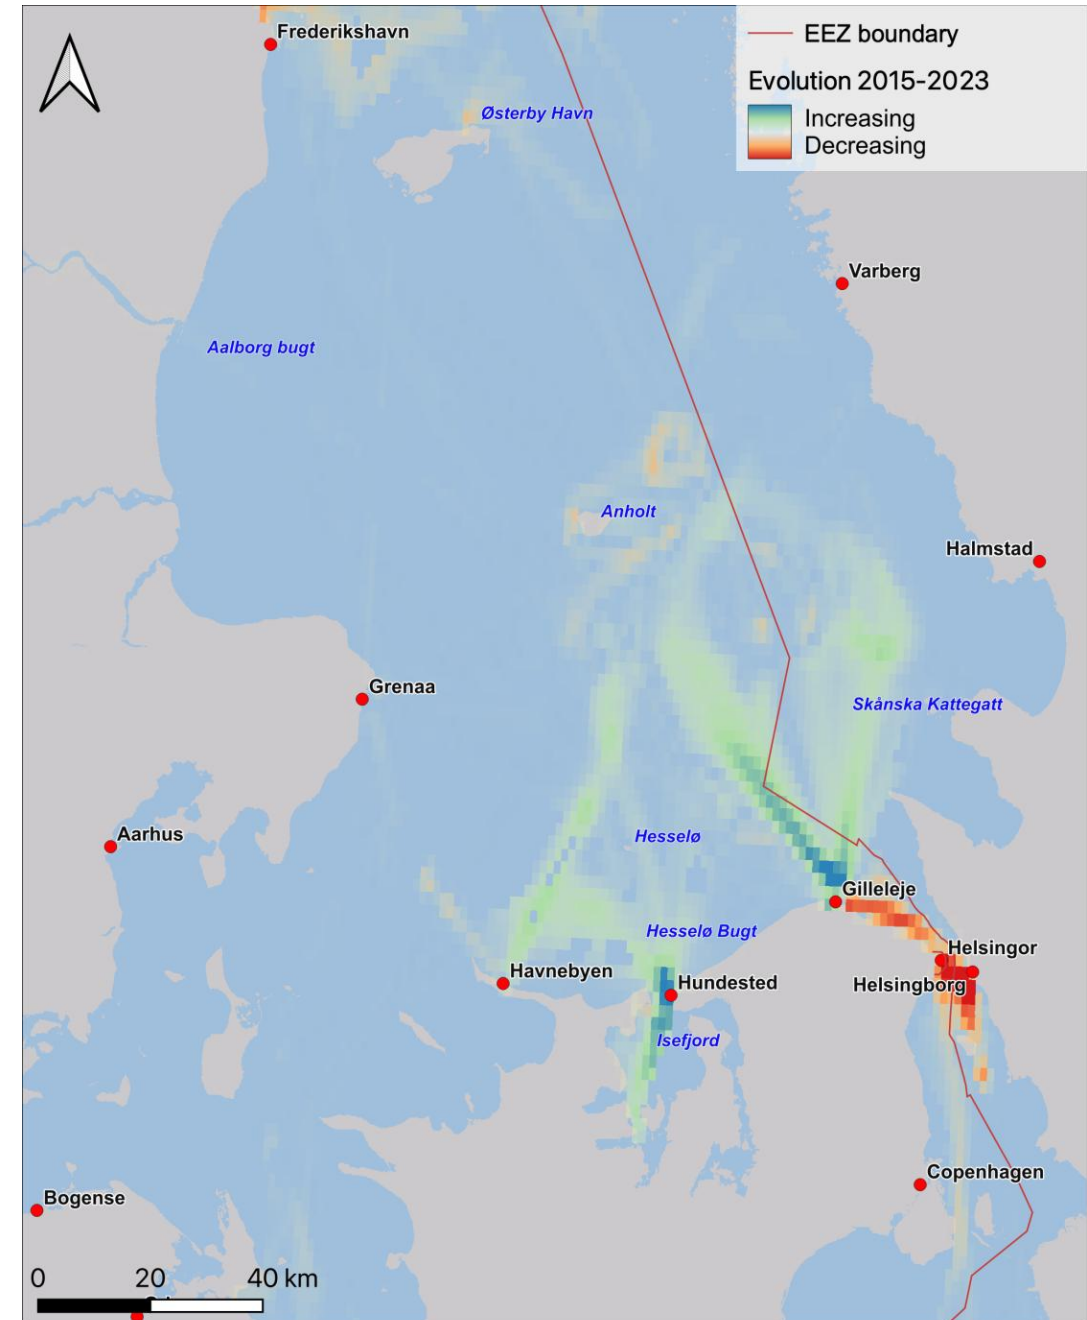 EEZ boundary
Evolution 2015-2023
Increasing
Decreasing
Frederikshavn
Østerby Havn
Varberg
Aalborg bugt
Anholt
Halmstad
Grenaa
Skånska Kattegatt
Aarhus
Hesselø
Gilleleje
Hesselø Bugt
Helsingor
Havnebyen
Hundested
Helsingborg
Isefjord
Copenhagen
Bogense
0 20 40 km